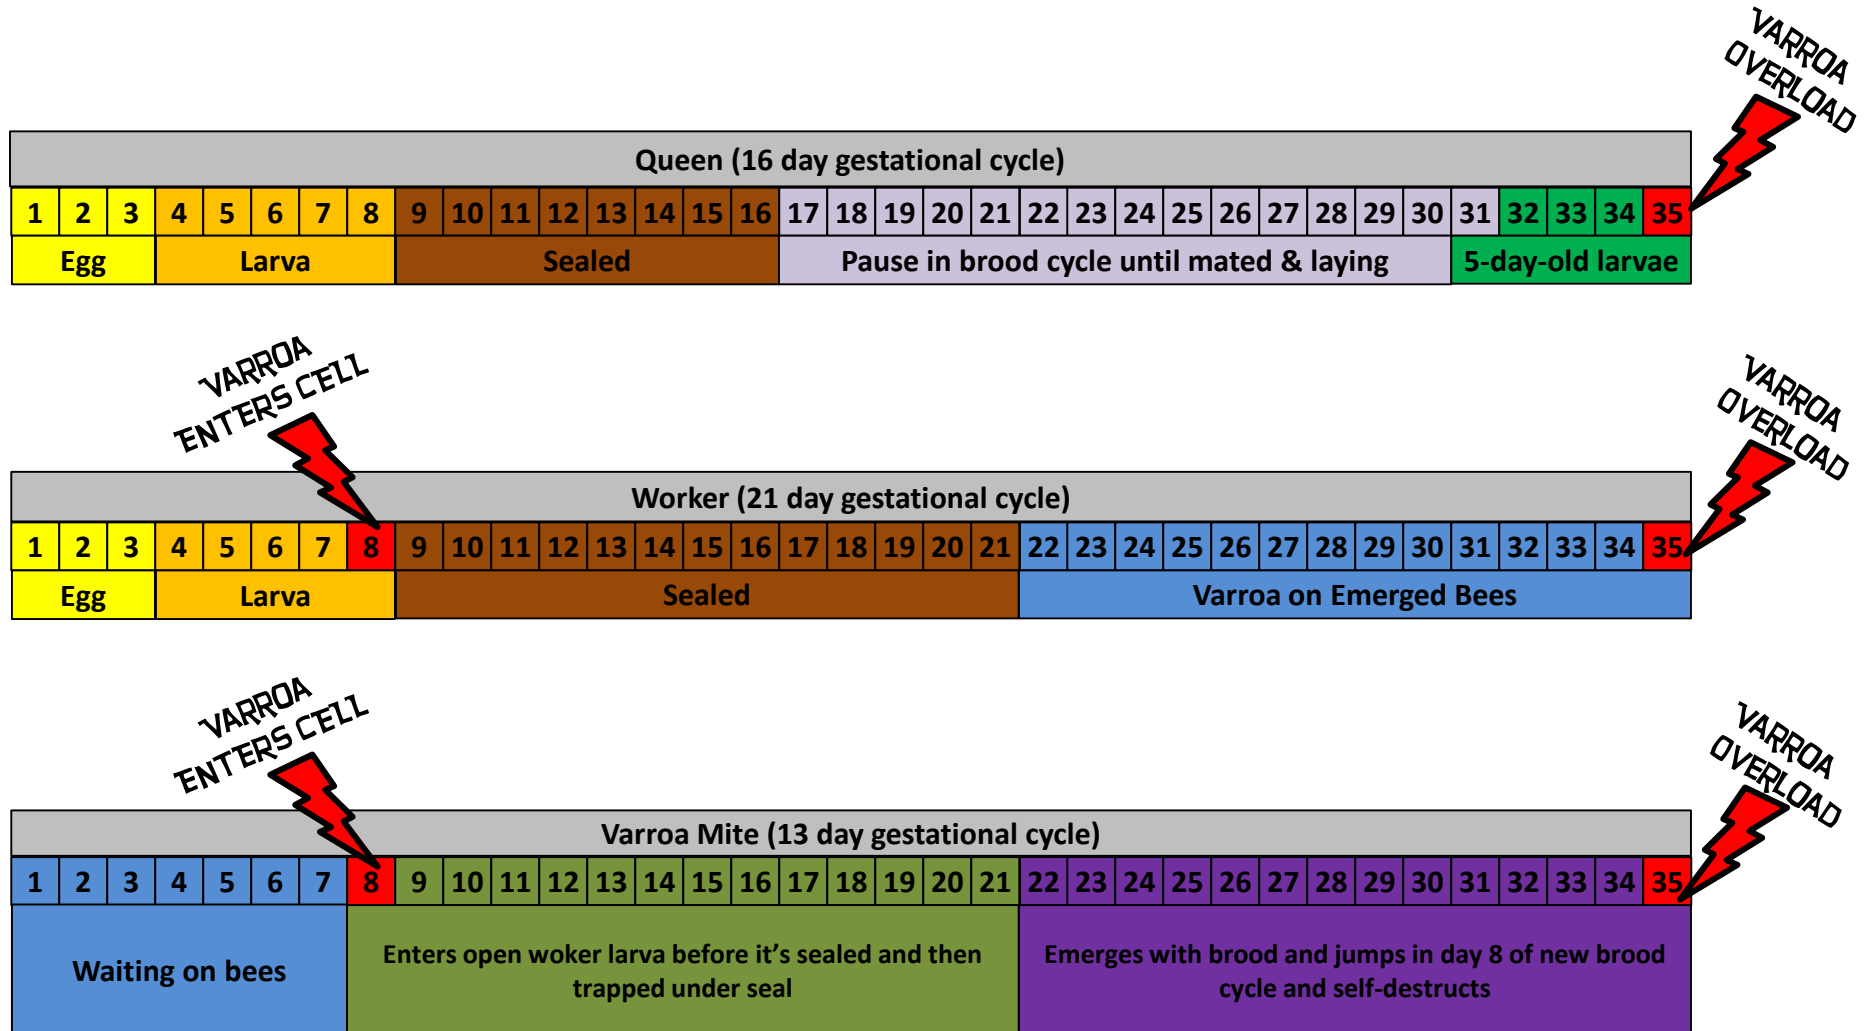 VARROA
OVERLOAD
Queen (16 day gestational cycle)
1 2 3 4 5 6 7 8 9 10 11 12 13 14 15 16 17 18 19 20 21 22 23 24 25 26 27 28 29 30 31 32 33 34 35
Egg Larva Sealed Pause in brood cycle until mated & laying 5-day-old larvae
VARROA
ENTERS CELL
VARROA
OVERLOAD
Worker (21 day gestational cycle)
1 2 3 4 5 6 7 8 9 10 11 12 13 14 15 16 17 18 19 20 21 22 23 24 25 26 27 28 29 30 31 32 33 34 35
Egg Larva Sealed Varroa on Emerged Bees
VARROA
ENTERS CELL
VARROA
OVERLOAD
Varroa Mite (13 day gestational cycle)
1 2 3 4 5 6 7 8 9 10 11 12 13 14 15 16 17 18 19 20 21 22 23 24 25 26 27 28 29 30 31 32 33 34 35
Waiting on bees
Enters open woker larva before it's sealed and then
trapped under seal
Emerges with brood and jumps in day 8 of new brood
cycle and self-destructs